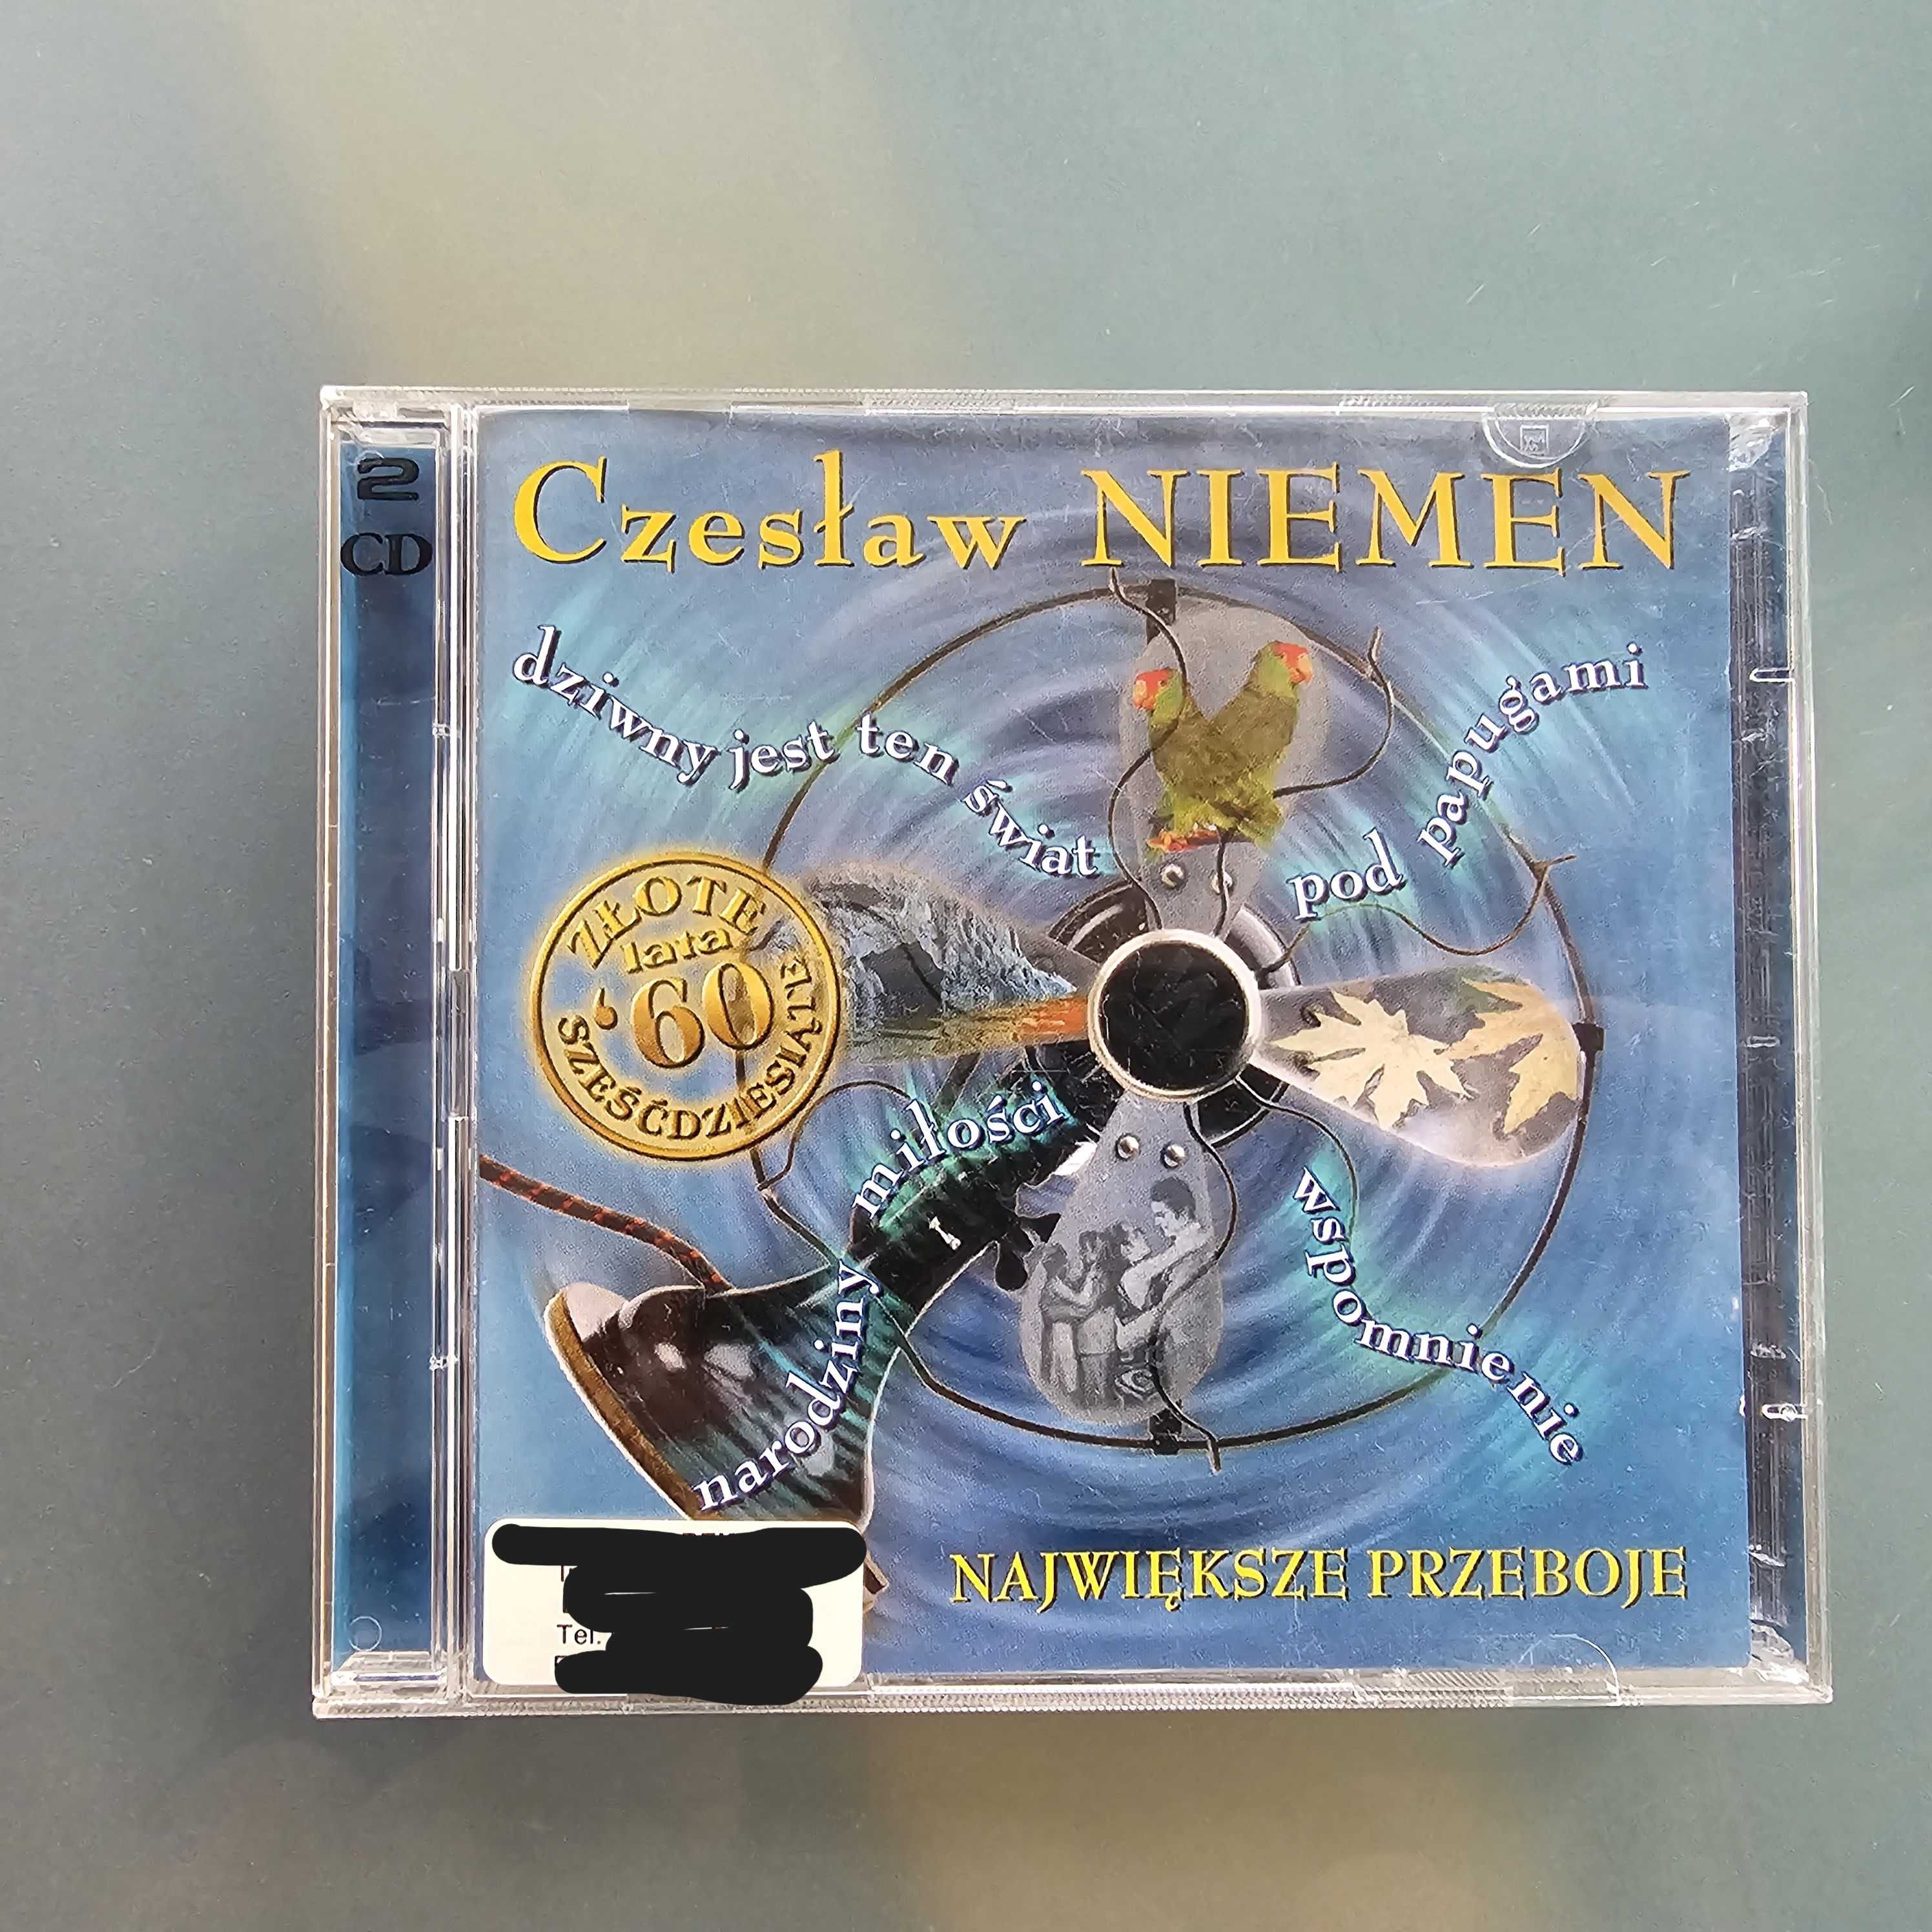 2
CD
Czesław NIEMEN
dziwny jest ten świat
pod papugami
ZŁOTE
lata
'60
SZEŚĆDZIESIĄTE
narodziny miłości
wspomnienie
NAJWIĘKSZE PRZEBOJE
Tel.